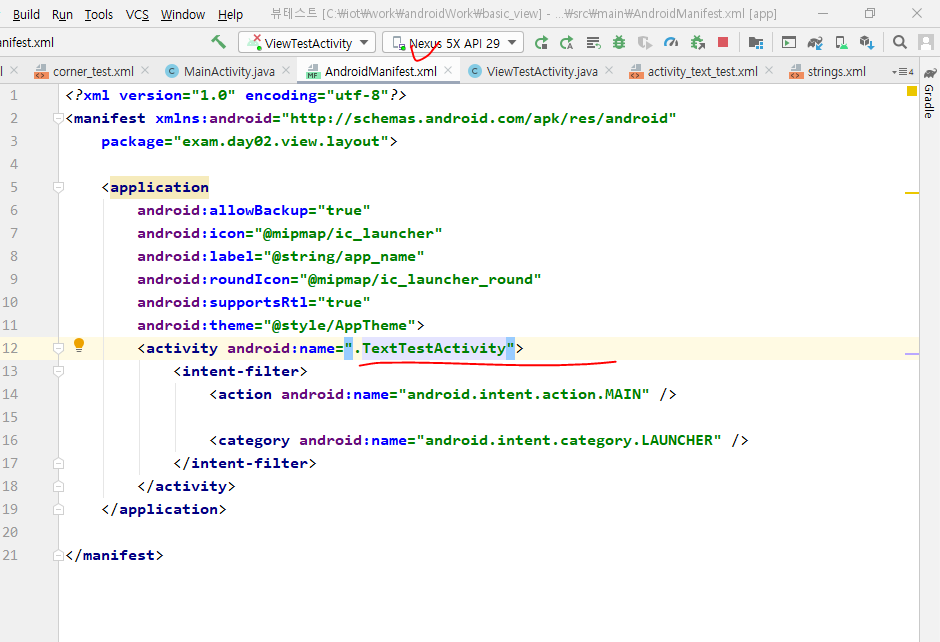 Build Run Tools VCS Window Help 뷰테스트 [C:₩iot₩work₩androidWork₩basic_view] - ...₩src₩main₩AndroidManifest.xml [app]
anifest.xml ViewTestActivity Nexus 5X API 29
corner_test.xml MainActivity.java AndroidManifest.xml ViewTestActivity.java activity_text_test.xml strings.xml 4
Gradle
1 <?xml version="1.0" encoding="utf-8"?>
2 <manifest xmlns:android="http://schemas.android.com/apk/res/android"
3 package="exam.day02.view.layout">
4
5 <application
6 android:allowBackup="true"
7 android:icon="@mipmap/ic_launcher"
8 android:label="@string/app_name"
9 android:roundIcon="@mipmap/ic_launcher_round"
10 android:supportsRtl="true"
11 android:theme="@style/AppTheme">
12 <activity android:name=".TextTestActivity">
13 <intent-filter>
14 <action android:name="android.intent.action.MAIN" />
15
16 <category android:name="android.intent.category.LAUNCHER" />
17 </intent-filter>
18 </activity>
19 </application>
20
21 </manifest>